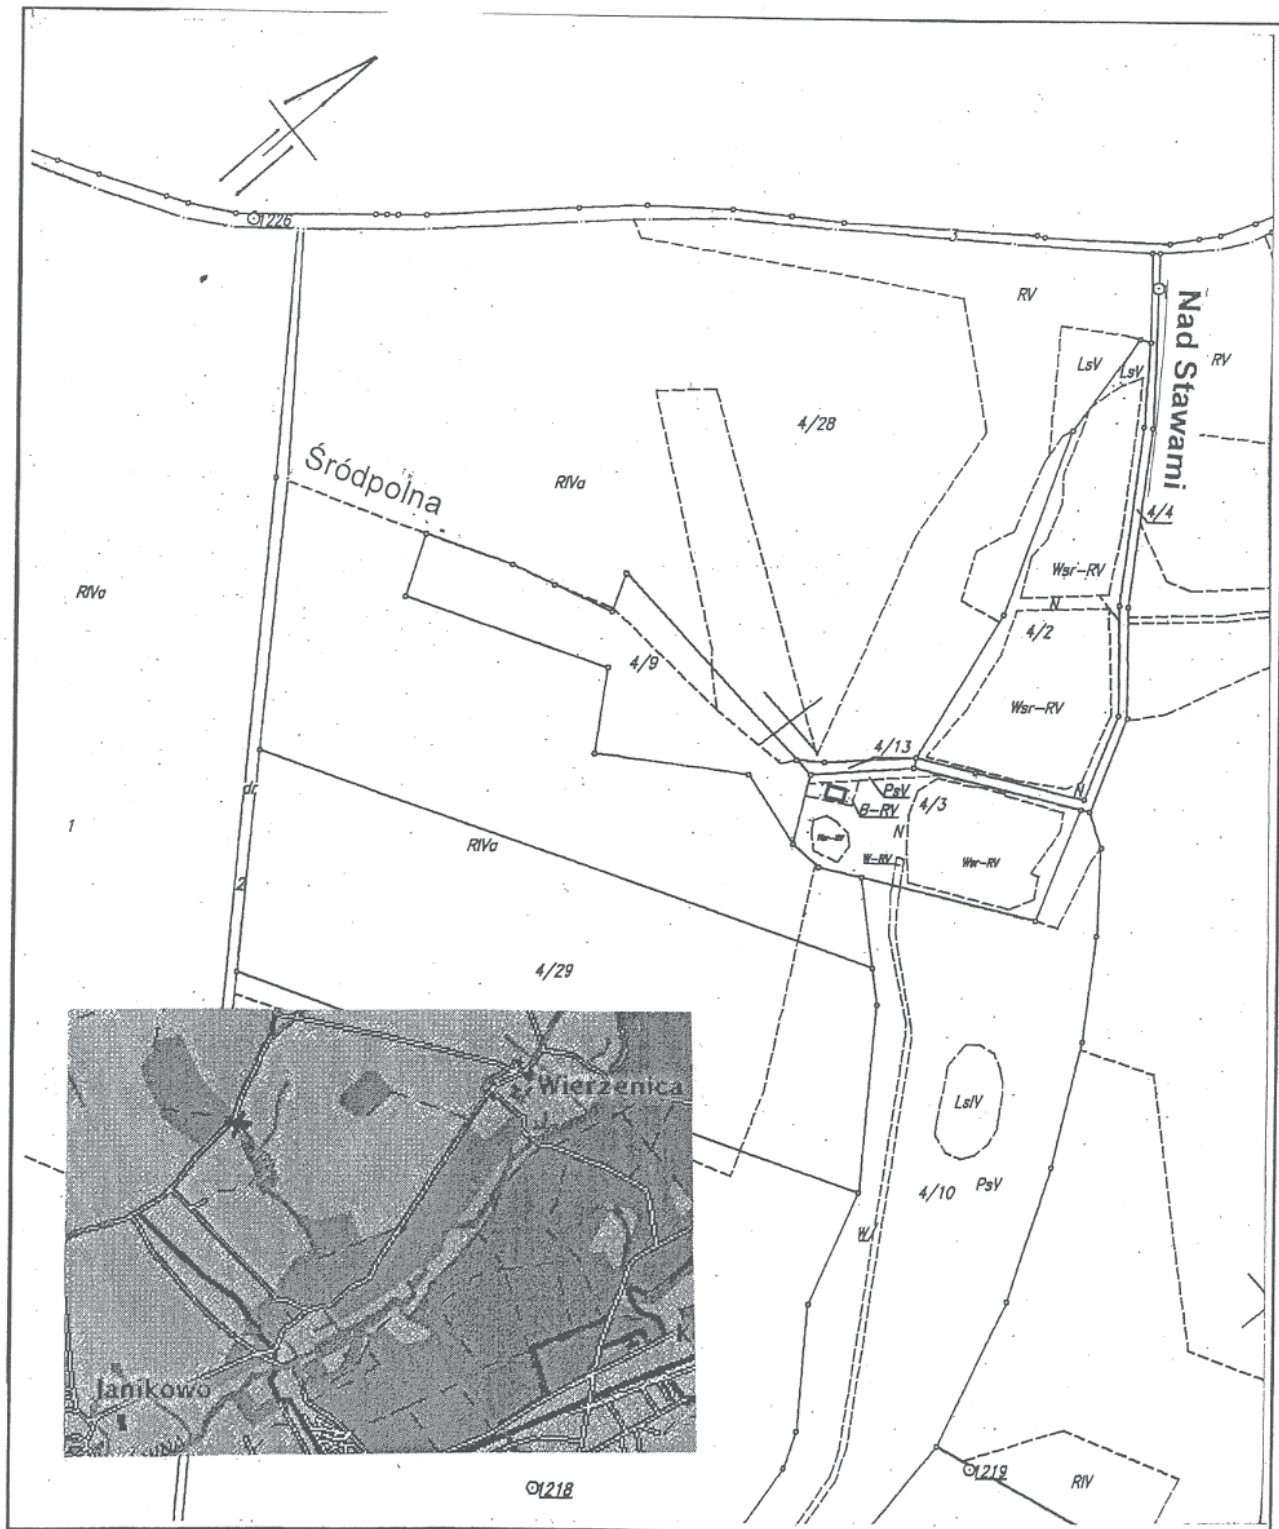 1226
3
RV
Nad Stawami
RV
LsV
LsV
4/28
Śródpolna
RIVa
4/4
RIVa
Wsr-RV
N
4/2
4/9
Wsr-RV
4/13
PsV
4/3
N
B-RV
dr
N
1
RIVa
W-RV
Wsr-RV
2
4/29
Wierzenica
LsIV
4/10
PsV
W
K
Janikowo
1219
1218
RIV